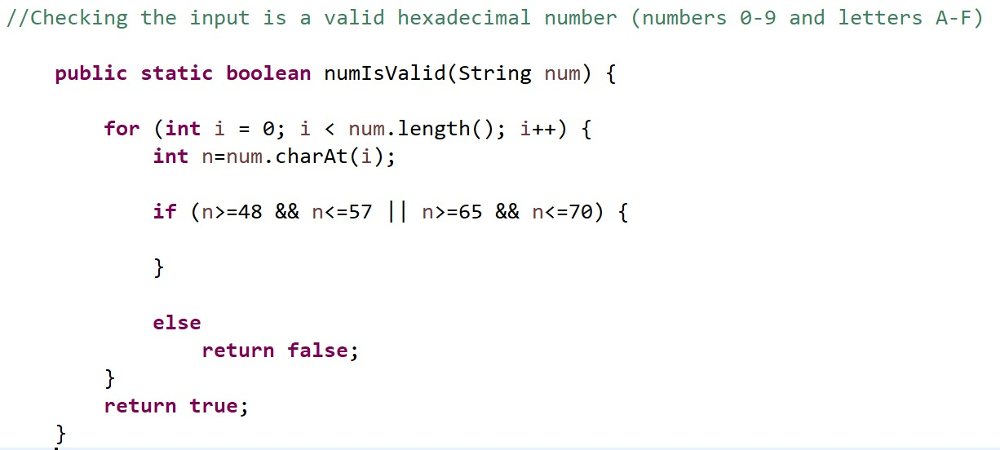 //Checking the input is a valid hexadecimal number (numbers 0-9 and letters A-F)
public static boolean numIsValid(String num) {
for (int i = 0; i < num.length(); i++) {
int n=num.charAt(i);
if (n>=48 && n<=57 || n>=65 && n<=70) {
}
else
return false;
}
return true;
}